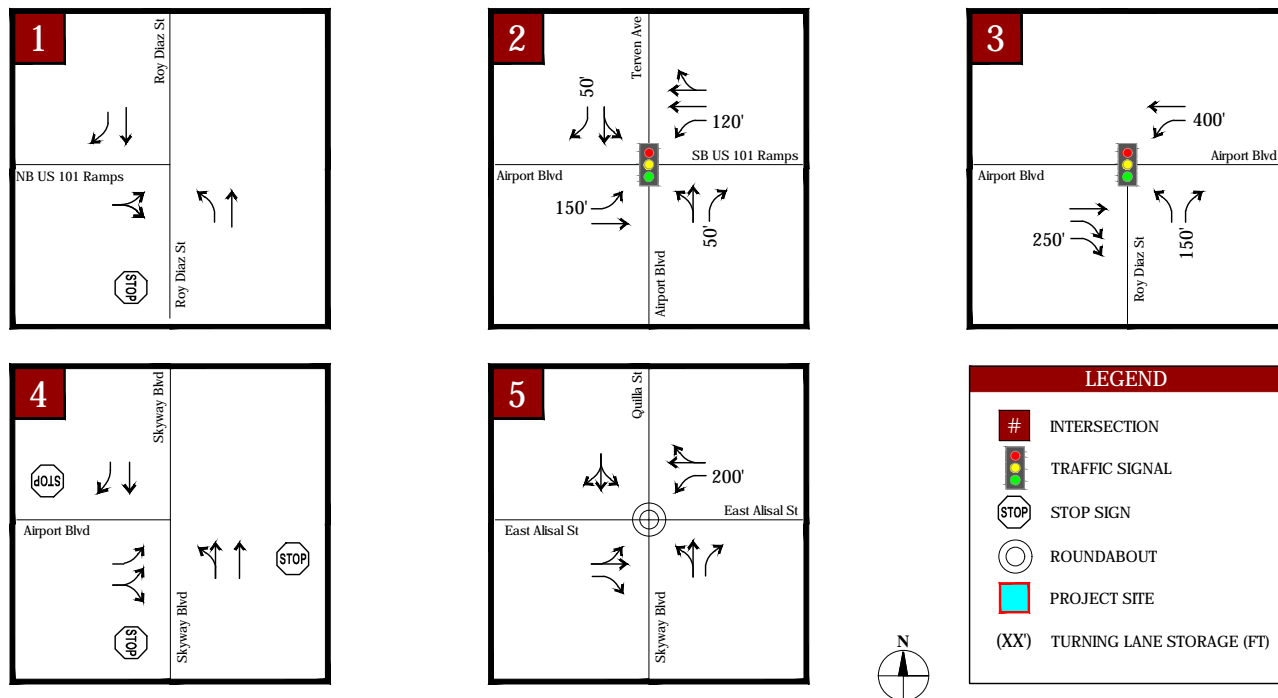 1
Roy Diaz St
NB US 101 Ramps
Roy Diaz St
STOP
2
Terven Ave
50'
120'
SB US 101 Ramps
Airport Blvd
150'
50'
Airport Blvd
3
400'
Airport Blvd
Airport Blvd
250'
150'
Roy Diaz St
4
Skyway Blvd
STOP
Airport Blvd
STOP
STOP
Skyway Blvd
5
Quilla St
200'
East Alisal St
East Alisal St
Skyway Blvd
N
LEGEND
# INTERSECTION
TRAFFIC SIGNAL
STOP STOP SIGN
ROUNDABOUT
PROJECT SITE
(XX') TURNING LANE STORAGE (FT)